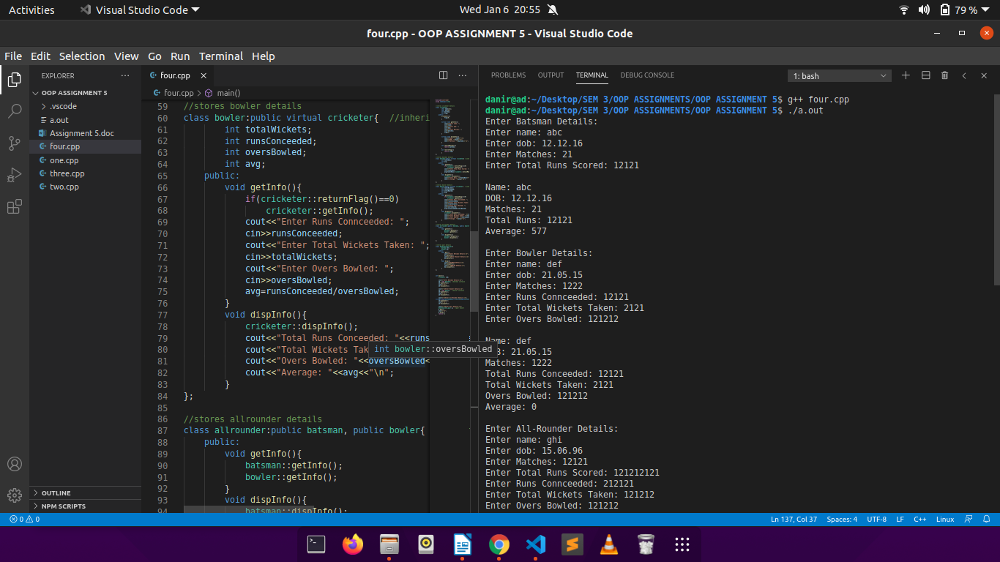 Activities Visual Studio Code Wed Jan 6 20:55 79 %
four.cpp - OOP ASSIGNMENT 5 - Visual Studio Code
File Edit Selection View Go Run Terminal Help
EXPLORER
OOP ASSIGNMENT 5
.vscode
a.out
Assignment 5.doc
four.cpp
one.cpp
three.cpp
two.cpp
OUTLINE
NPM SCRIPTS
four.cpp
four.cpp > main()
59 //stores bowler details
60 class bowler:public virtual cricketer{  //inheri
61 int totalWickets;
62 int runsConceeded;
63 int oversBowled;
64 int avg;
65 public:
66 void getInfo(){
67 if(cricketer::returnFlag()==0)
68 cricketer::getInfo();
69 cout<<"Enter Runs Connceeded: ";
70 cin>>runsConceeded;
71 cout<<"Enter Total Wickets Taken: ";
72 cin>>totalWickets;
73 cout<<"Enter Overs Bowled: ";
74 cin>>oversBowled;
75 avg=runsConceeded/oversBowled;
76 }
77 void dispInfo(){
78 cricketer::dispInfo();
79 cout<<"Total Runs Conceeded: "<<runs
80 cout<<"Total Wickets Tak
int bowler::oversBowled
81 cout<<"Overs Bowled: "<<oversBowled<
82 cout<<"Average: "<<avg<<"\n";
83 }
84 };
85
86 //stores allrounder details
87 class allrounder:public batsman, public bowler{
88 public:
89 void getInfo(){
90 batsman::getInfo();
91 bowler::getInfo();
92 }
93 void dispInfo(){
94 batsman::dispInfo();
PROBLEMS OUTPUT TERMINAL DEBUG CONSOLE 1: bash
danir@ad:~/Desktop/SEM 3/OOP ASSIGNMENTS/OOP ASSIGNMENT 5$ g++ four.cpp
danir@ad:~/Desktop/SEM 3/OOP ASSIGNMENTS/OOP ASSIGNMENT 5$ ./a.out
Enter Batsman Details:
Enter name: abc
Enter dob: 12.12.16
Enter Matches: 21
Enter Total Runs Scored: 12121
Name: abc
DOB: 12.12.16
Matches: 21
Total Runs: 12121
Average: 577
Enter Bowler Details:
Enter name: def
Enter dob: 21.05.15
Enter Matches: 1222
Enter Runs Connceeded: 12121
Enter Total Wickets Taken: 2121
Enter Overs Bowled: 121212
Name: def
DOB: 21.05.15
Matches: 1222
Total Runs Conceeded: 12121
Total Wickets Taken: 2121
Overs Bowled: 121212
Average: 0
Enter All-Rounder Details:
Enter name: ghi
Enter dob: 15.06.96
Enter Matches: 12121
Enter Total Runs Scored: 121212121
Enter Runs Connceeded: 212121
Enter Total Wickets Taken: 121212
Enter Overs Bowled: 121212
0 0 Ln 137, Col 37 Spaces: 4 UTF-8 LF C++ Linux